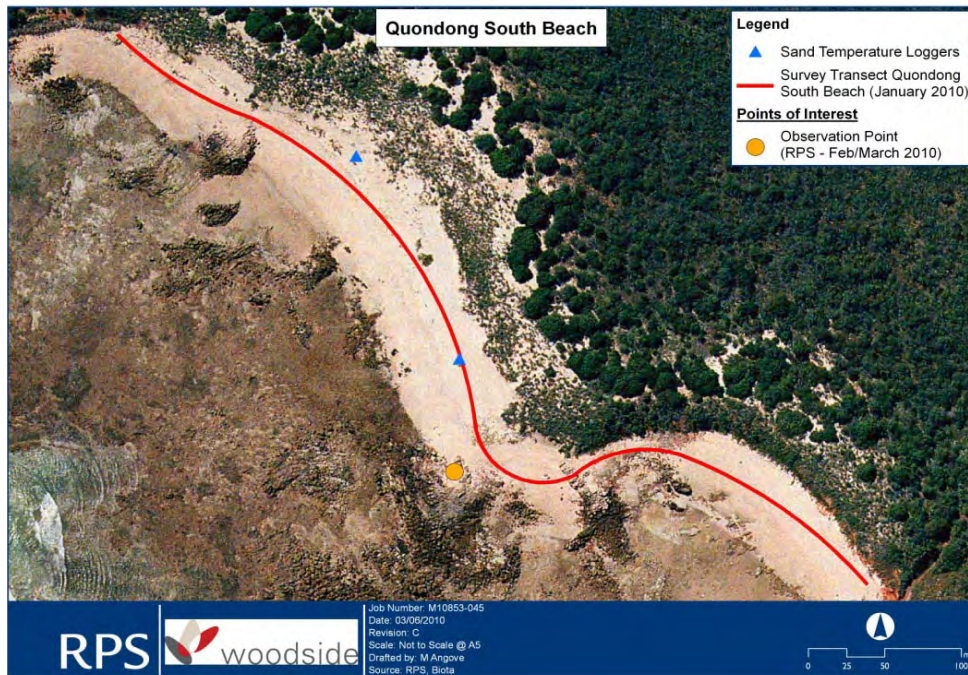 Quondong South Beach
Legend
Sand Temperature Loggers
Survey Transect Quondong
South Beach (January 2010)
Points of Interest
Observation Point
(RPS - Feb/March 2010)
RPS
woodside
Job Number: M10853-045
Date: 03/06/2010
Revision: C
Scale: Not to Scale @ A5
Drafted by: M Angove
Source: RPS, Biota
0 25 50 100
m